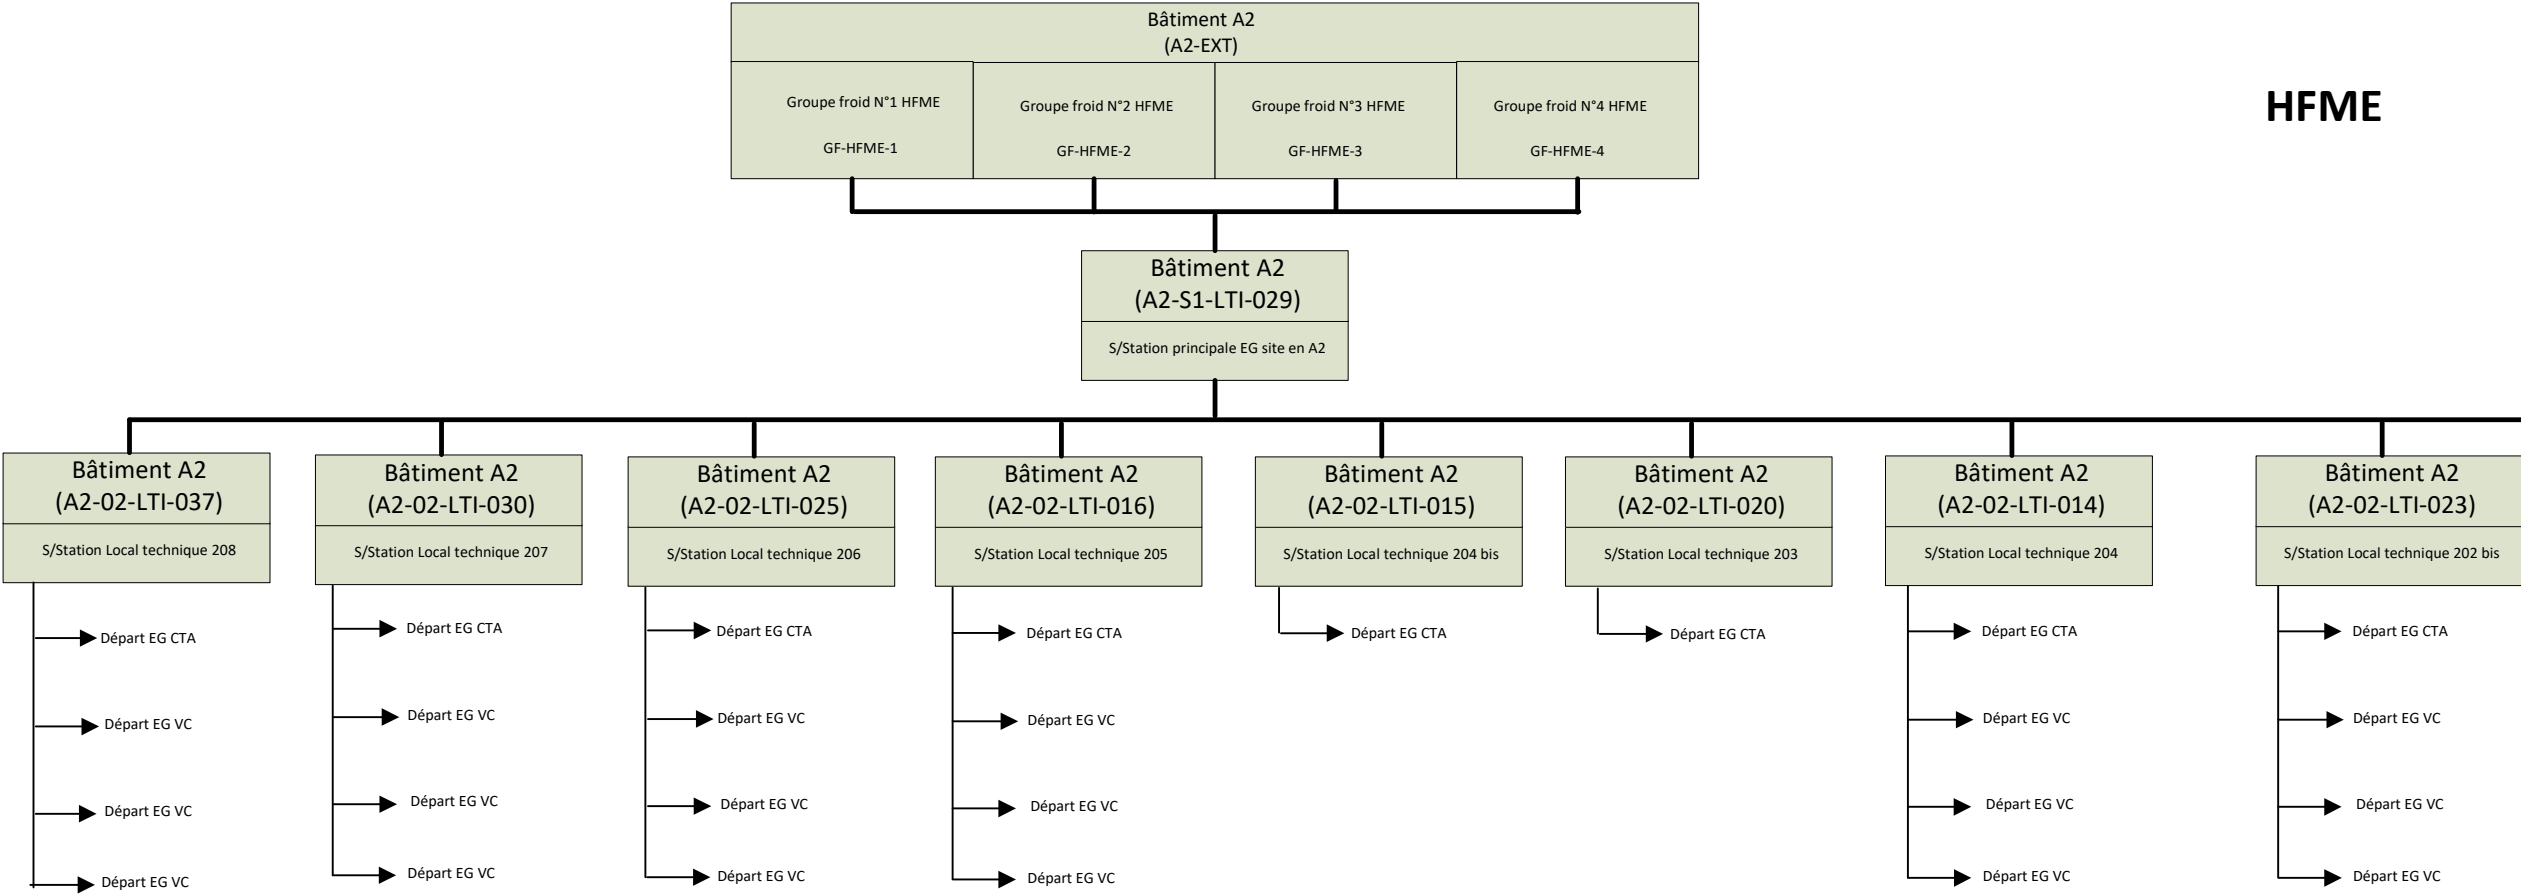 Bâtiment A2
(A2-EXT)
Groupe froid N°1 HFME
GF-HFME-1
Groupe froid N°2 HFME
GF-HFME-2
Groupe froid N°3 HFME
GF-HFME-3
Groupe froid N°4 HFME
GF-HFME-4
HFME
Bâtiment A2
(A2-S1-LTI-029)
S/Station principale EG site en A2
Bâtiment A2
(A2-02-LTI-037)
S/Station Local technique 208
Départ EG CTA
Départ EG VC
Départ EG VC
Départ EG VC
Bâtiment A2
(A2-02-LTI-030)
S/Station Local technique 207
Départ EG CTA
Départ EG VC
Départ EG VC
Départ EG VC
Bâtiment A2
(A2-02-LTI-025)
S/Station Local technique 206
Départ EG CTA
Départ EG VC
Départ EG VC
Départ EG VC
Bâtiment A2
(A2-02-LTI-016)
S/Station Local technique 205
Départ EG CTA
Départ EG VC
Départ EG VC
Départ EG VC
Bâtiment A2
(A2-02-LTI-015)
S/Station Local technique 204 bis
Départ EG CTA
Bâtiment A2
(A2-02-LTI-020)
S/Station Local technique 203
Départ EG CTA
Bâtiment A2
(A2-02-LTI-014)
S/Station Local technique 204
Départ EG CTA
Départ EG VC
Départ EG VC
Départ EG VC
Bâtiment A2
(A2-02-LTI-023)
S/Station Local technique 202 bis
Départ EG CTA
Départ EG VC
Départ EG VC
Départ EG VC